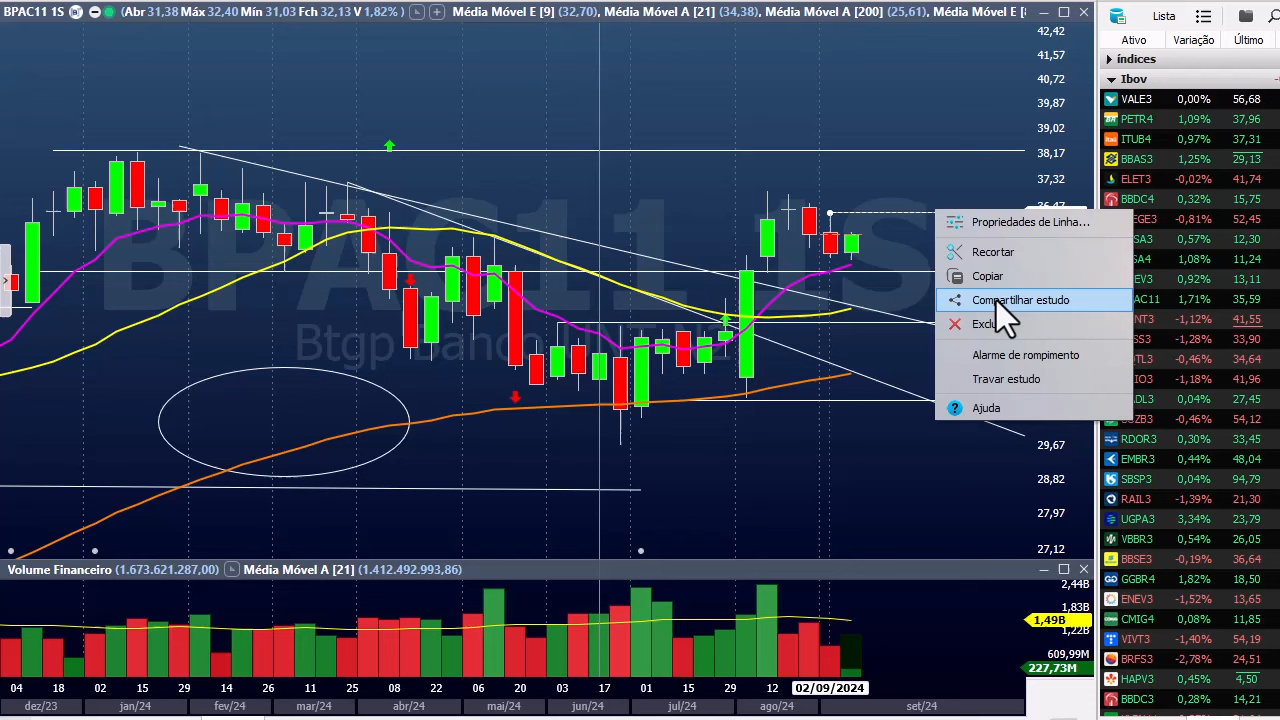 BPAC11 1S (Abr 31,38 Máx 32,40 Mín 31,03 Fch 32,13 V 1,82% ) Média Móvel E [9] (32,70), Média Móvel A [21] (34,38), Média Móvel A [200] (25,61), Média Móvel E [
Lista
Ativo Variação Último
índices
Ibov
VALE3 0,00% 56,68
PETR4 1,09% 37,96
ITUB4 0,97% 37,31
BBAS3 1,25% 29,13
ELET3 -0,02% 41,74
BBDC4 0,32% 15,75
-0,81% 52,45
0,57% 12,30
1,08% 11,24
0,92% 13,11
1,71% 35,59
-1,12% 41,55
-1,28% 33,90
-0,46% 34,64
-1,18% 41,96
0,04% 27,45
-0,46% 54,12
RDOR3 0,30% 33,45
EMBR3 0,44% 48,04
SBSP3 0,04% 94,79
RAIL3 -1,39% 21,30
UGPA3 3,34% 23,79
VBBR3 0,54% 26,05
BBSE3 -0,19% 36,64
GGBR4 1,82% 18,50
ENEV3 -1,52% 13,65
CMIG4 0,08% 11,85
VIVT3 -1,40% 54,19
BRFS3 -2,78% 24,51
HAPV3 0,45% 4,50
BBDC3 0,28% 14,21
42,42
41,57
40,72
39,87
39,02
38,17
37,32
29,67
28,82
27,97
27,12
BPAC11 1S
Propriedades de Linha...
Recortar
Copiar
Compartilhar estudo
Alarme de rompimento
Travar estudo
Ajuda
Volume Financeiro (1.673.621.287,00) Média Móvel A [21] (1.412.492.993,86)
2,44B
1,83B
1,49B
1,22B
609,99M
227,73M
04 18 02 15 29 14 26 11 25 08 22 06 20 03 17 01 15 29 12 02/09/2024
dez/23 jan/24 fev/24 mar/24 abr/24 mai/24 jun/24 jul/24 ago/24 set/24